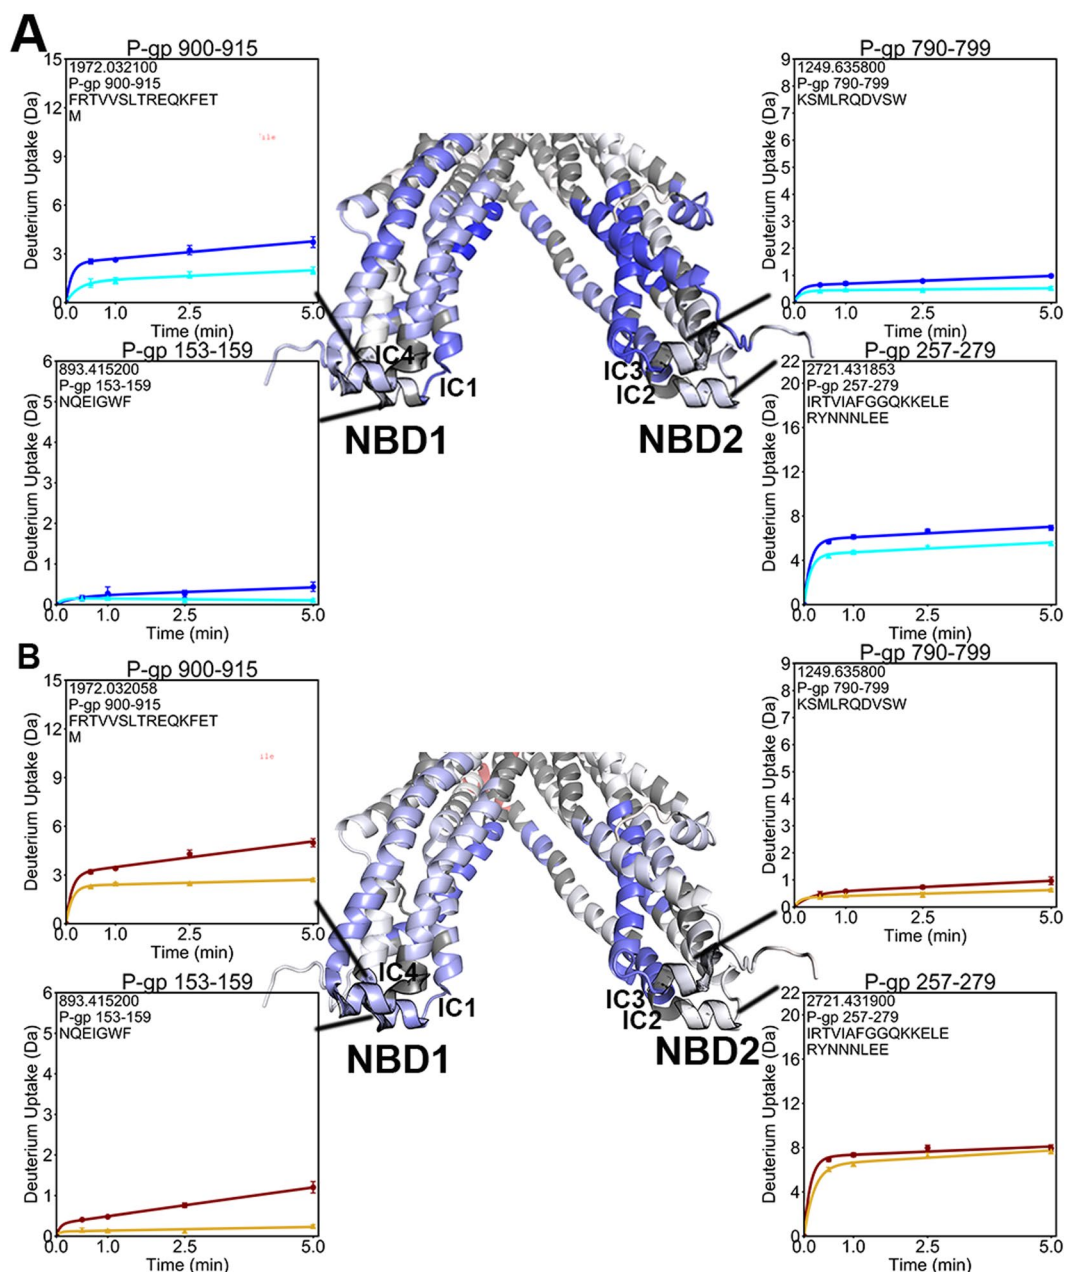 A
P-gp 900-915
15
12
9
6
3
0
Deuterium Uptake (Da)
1972.032100
P-gp 900-915
FRTVVSLTREQKFET
M
ile
0.0 1.0 2.5 5.0
Time (min)
P-gp 790-799
9
8
7
6
5
4
3
2
1
0
Deuterium Uptake (Da)
1249.635800
P-gp 790-799
KSMLRQDVSW
0.0 1.0 2.5 5.0
Time (min)
P-gp 153-159
6
5
4
3
2
1
0
Deuterium Uptake (Da)
893.415200
P-gp 153-159
NQEIGWF
0.0 1.0 2.5 5.0
Time (min)
IC4
IC1
NBD1
IC3
IC2
NBD2
P-gp 257-279
22
20
16
12
8
4
0
Deuterium Uptake (Da)
2721.431853
P-gp 257-279
IRTVIAFGGQKKELE
RYNNNLEE
0.0 1.0 2.5 5.0
Time (min)
B
P-gp 900-915
15
12
9
6
3
0
Deuterium Uptake (Da)
1972.032058
P-gp 900-915
FRTVVSLTREQKFET
M
ile
0.0 1.0 2.5 5.0
Time (min)
P-gp 790-799
9
8
7
6
5
4
3
2
1
0
Deuterium Uptake (Da)
1249.635800
P-gp 790-799
KSMLRQDVSW
0.0 1.0 2.5 5.0
Time (min)
P-gp 153-159
6
5
4
3
2
1
0
Deuterium Uptake (Da)
893.415200
P-gp 153-159
NQEIGWF
0.0 1.0 2.5 5.0
Time (min)
IC4
IC1
NBD1
IC3
IC2
NBD2
P-gp 257-279
22
20
16
12
8
4
0
Deuterium Uptake (Da)
2721.431900
P-gp 257-279
IRTVIAFGGQKKELE
RYNNNLEE
0.0 1.0 2.5 5.0
Time (min)